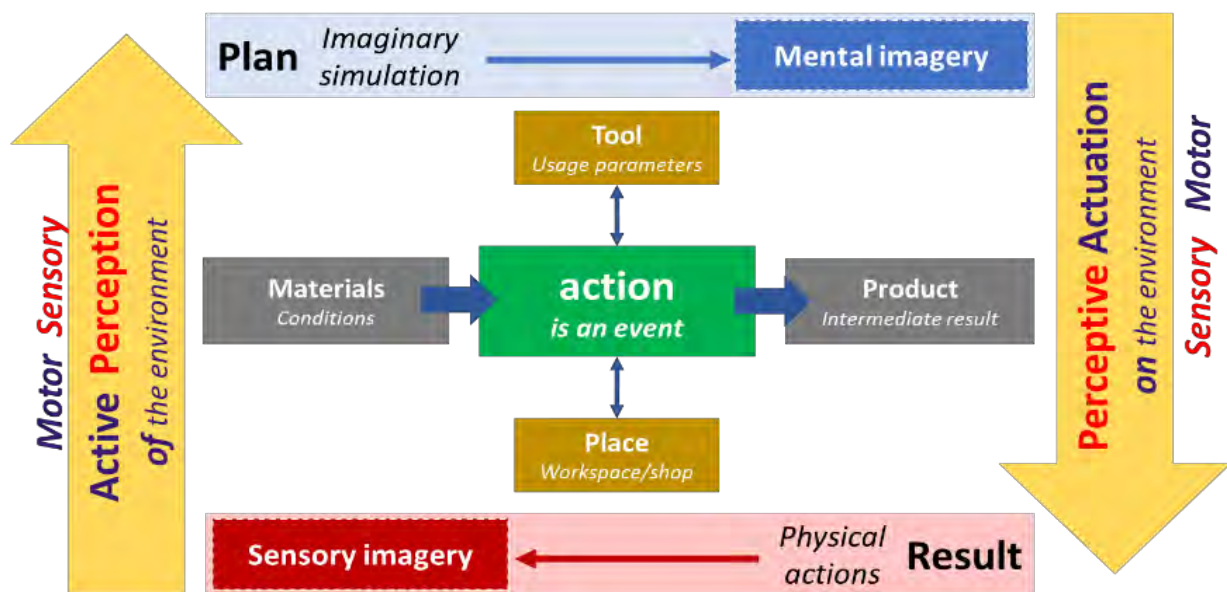 Plan
Imaginary
simulation
Mental imagery
Tool
Usage parameters
Materials
Conditions
action
is an event
Product
Intermediate result
Place
Workspace/shop
Sensory imagery
Physical
actions
Result
Motor Sensory
Active Perception
of the environment
Perceptive Actuation
on the environment
Sensory Motor